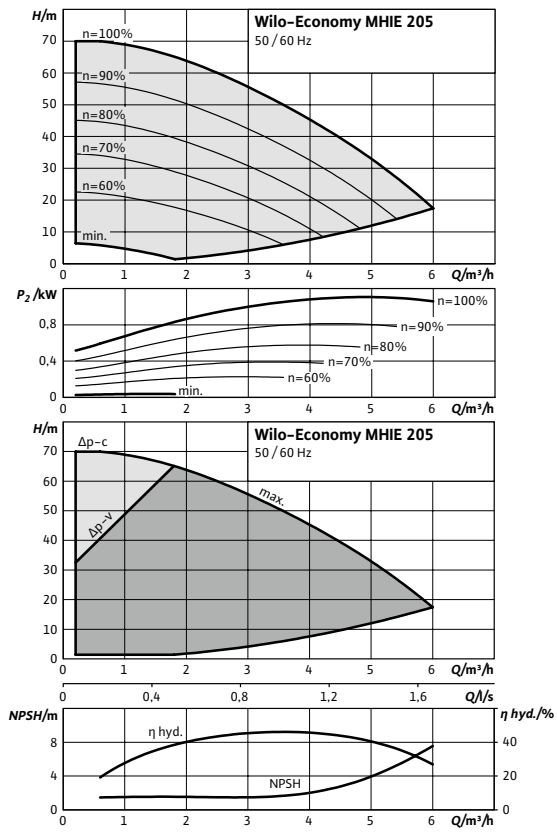 H/m
Wilo-Economy MHIE 205
50 / 60 Hz
n=100%
70
n=90%
60
50
n=80%
40
n=70%
30
n=60%
20
10
min.
0
0 1 2 3 4 5 6 Q/m³/h
P₂ /kW
n=100%
0,8
n=90%
n=80%
0,4
n=70%
n=60%
min.
0
0 1 2 3 4 5 6 Q/m³/h
H/m
Wilo-Economy MHIE 205
50 / 60 Hz
Δp-c
70
60
max.
50
Δp-v
40
30
20
10
0
0 1 2 3 4 5 6 Q/m³/h
0 0,4 0,8 1,2 1,6 Q/l/s
NPSH/m
η hyd./%
η hyd.
8
40
NPSH
4
20
0
0
0 1 2 3 4 5 6 Q/m³/h